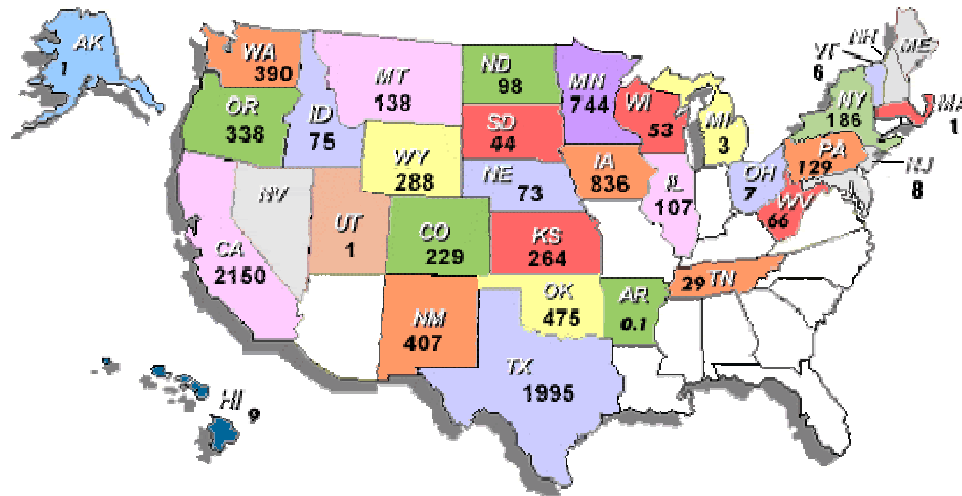 AK
1
WA
390
OR
338
CA
2150
NV
ID
75
MT
138
WY
288
UT
1
CO
229
NM
407
ND
98
SD
44
NE
73
KS
264
OK
475
TX
1995
MN
744
IA
836
WI
53
IL
107
MI
3
AR
0.1
29 TN
OH
7
WV
66
PA
129
NY
186
VT
6
NH
ME
MA
1
NJ
8
HI
9